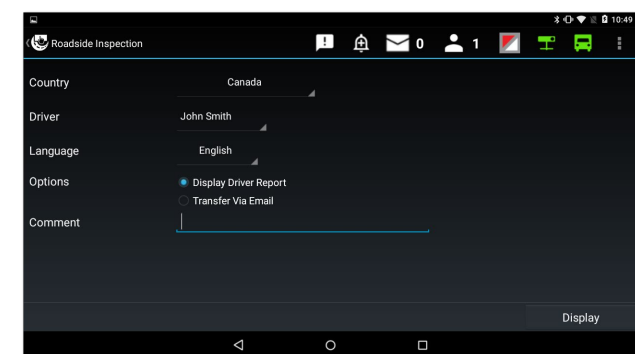 10:49
Roadside Inspection
0
1
Country
Canada
Driver
John Smith
Language
English
Options
Display Driver Report
Transfer Via Email
Comment
Display